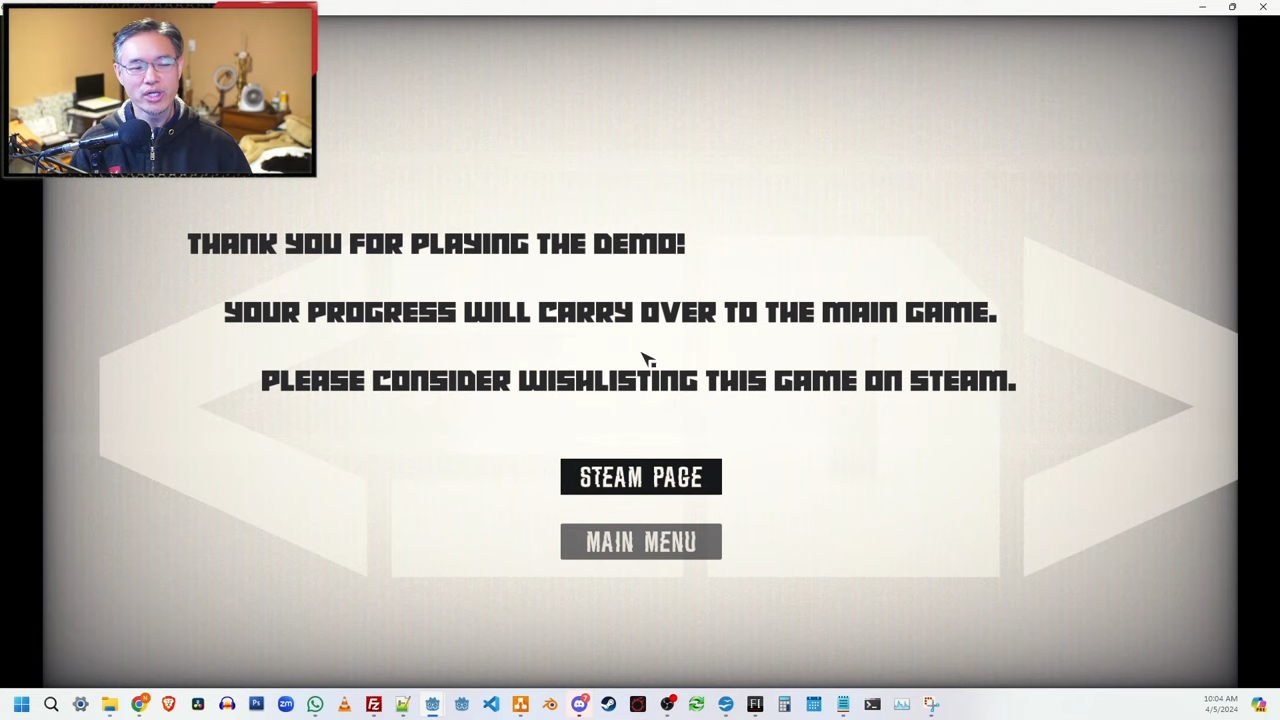 THANK YOU FOR PLAYING THE DEMO!
YOUR PROGRESS WILL CARRY OVER TO THE MAIN GAME.
PLEASE CONSIDER WISHLISTING THIS GAME ON STEAM.
STEAM PAGE
MAIN MENU
10:04 AM
4/5/2024